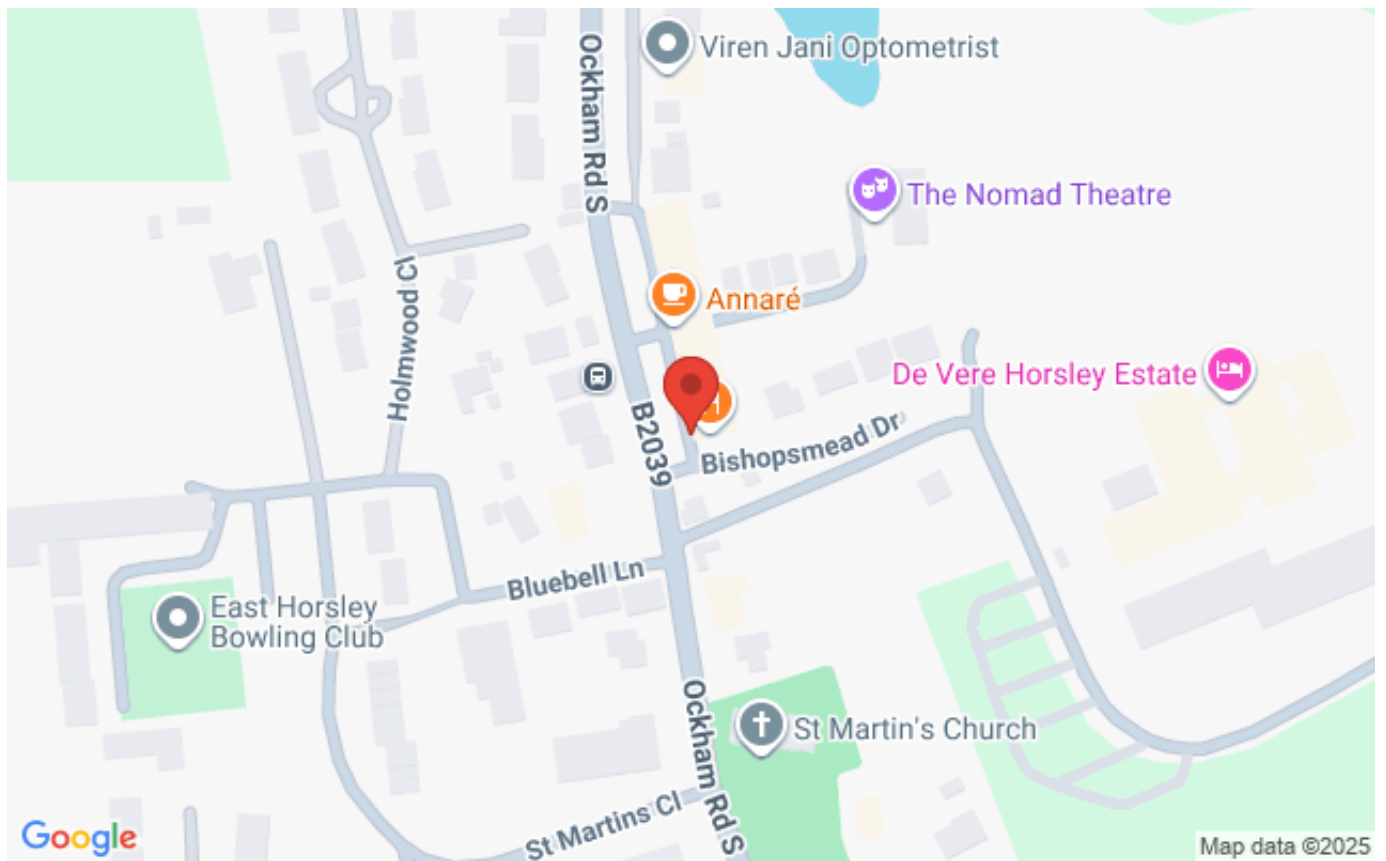 Viren Jani Optometrist
Ockham Rd S
The Nomad Theatre
Holmwood Cl
Annaré
De Vere Horsley Estate
B2039
Bishopsmead Dr
Bluebell Ln
East Horsley
Bowling Club
Ockham Rd S
St Martin's Church
St Martins Cl
Google
Map data ©2025